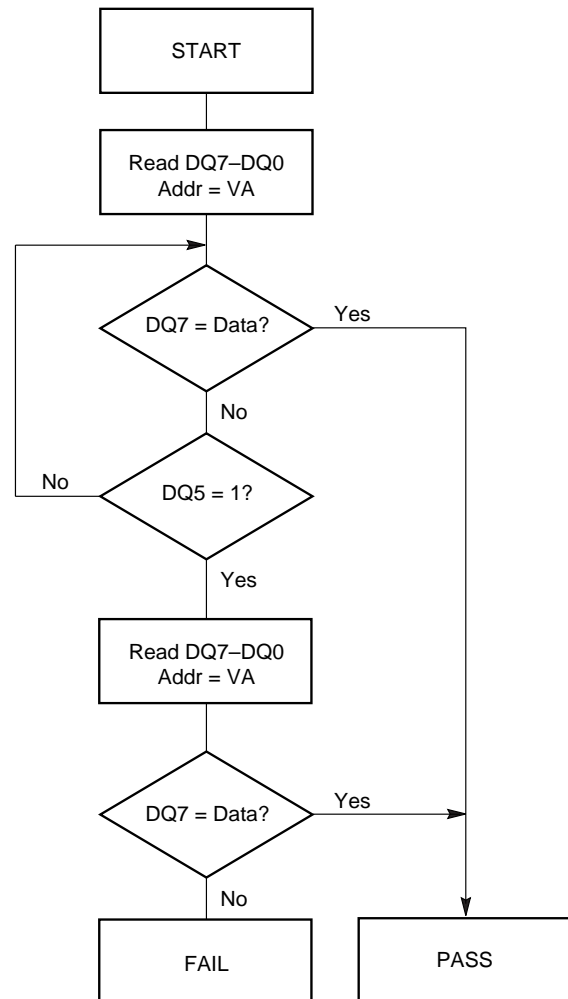 START
Read DQ7–DQ0
Addr = VA
DQ7 = Data?
Yes
No
No
DQ5 = 1?
Yes
Read DQ7–DQ0
Addr = VA
DQ7 = Data?
Yes
No
FAIL
PASS